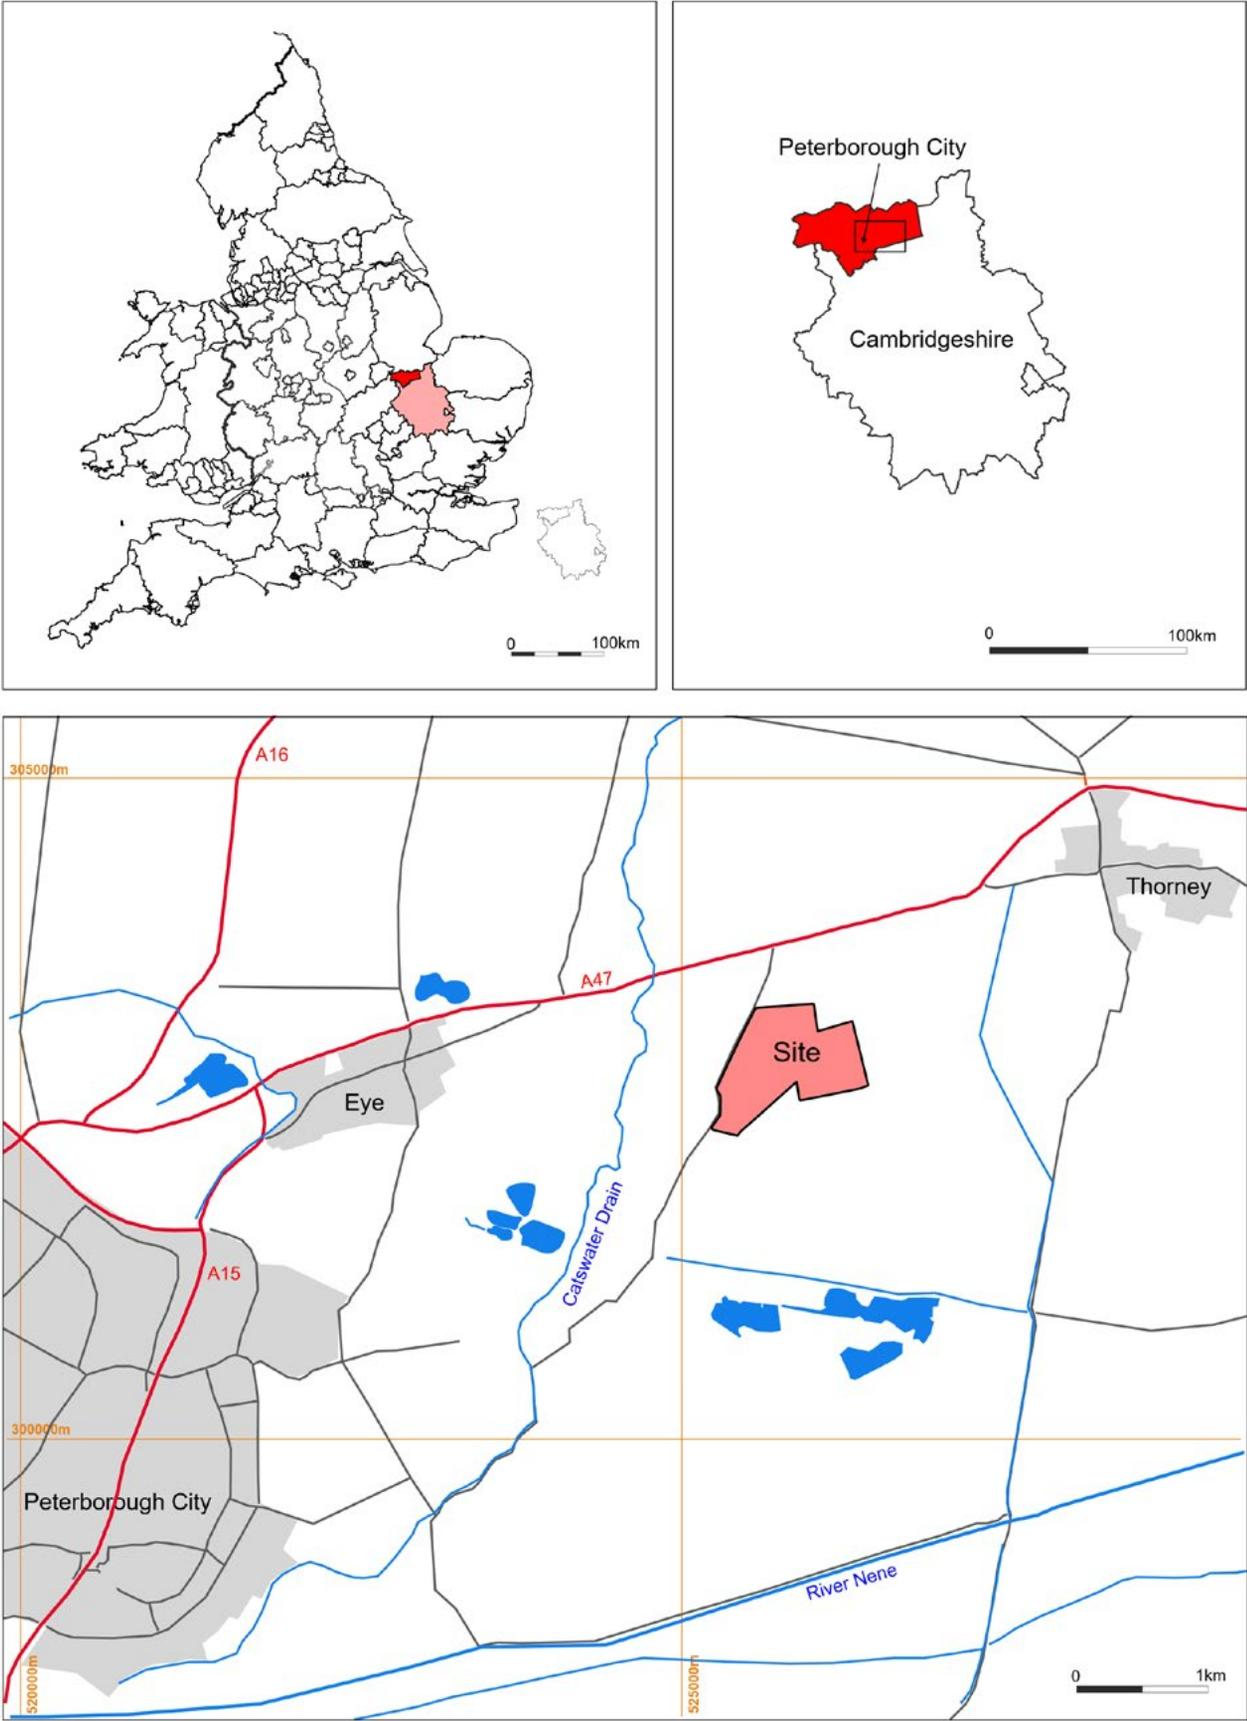 0 100km
Peterborough City
Cambridgeshire
0 100km
A16
305000m
Thorney
A47
Site
Eye
Catswater Drain
A15
300000m
Peterborough City
River Nene
520000m
525000m
0 1km